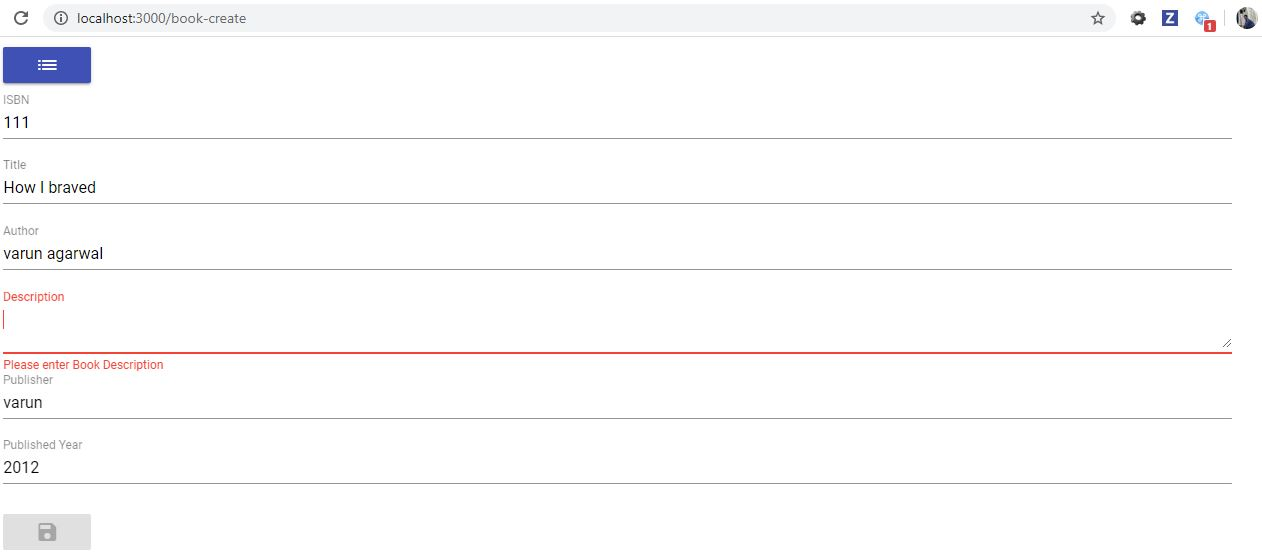 localhost:3000/book-create
Z
1
ISBN
111
Title
How I braved
Author
varun agarwal
Description
Please enter Book Description
Publisher
varun
Published Year
2012